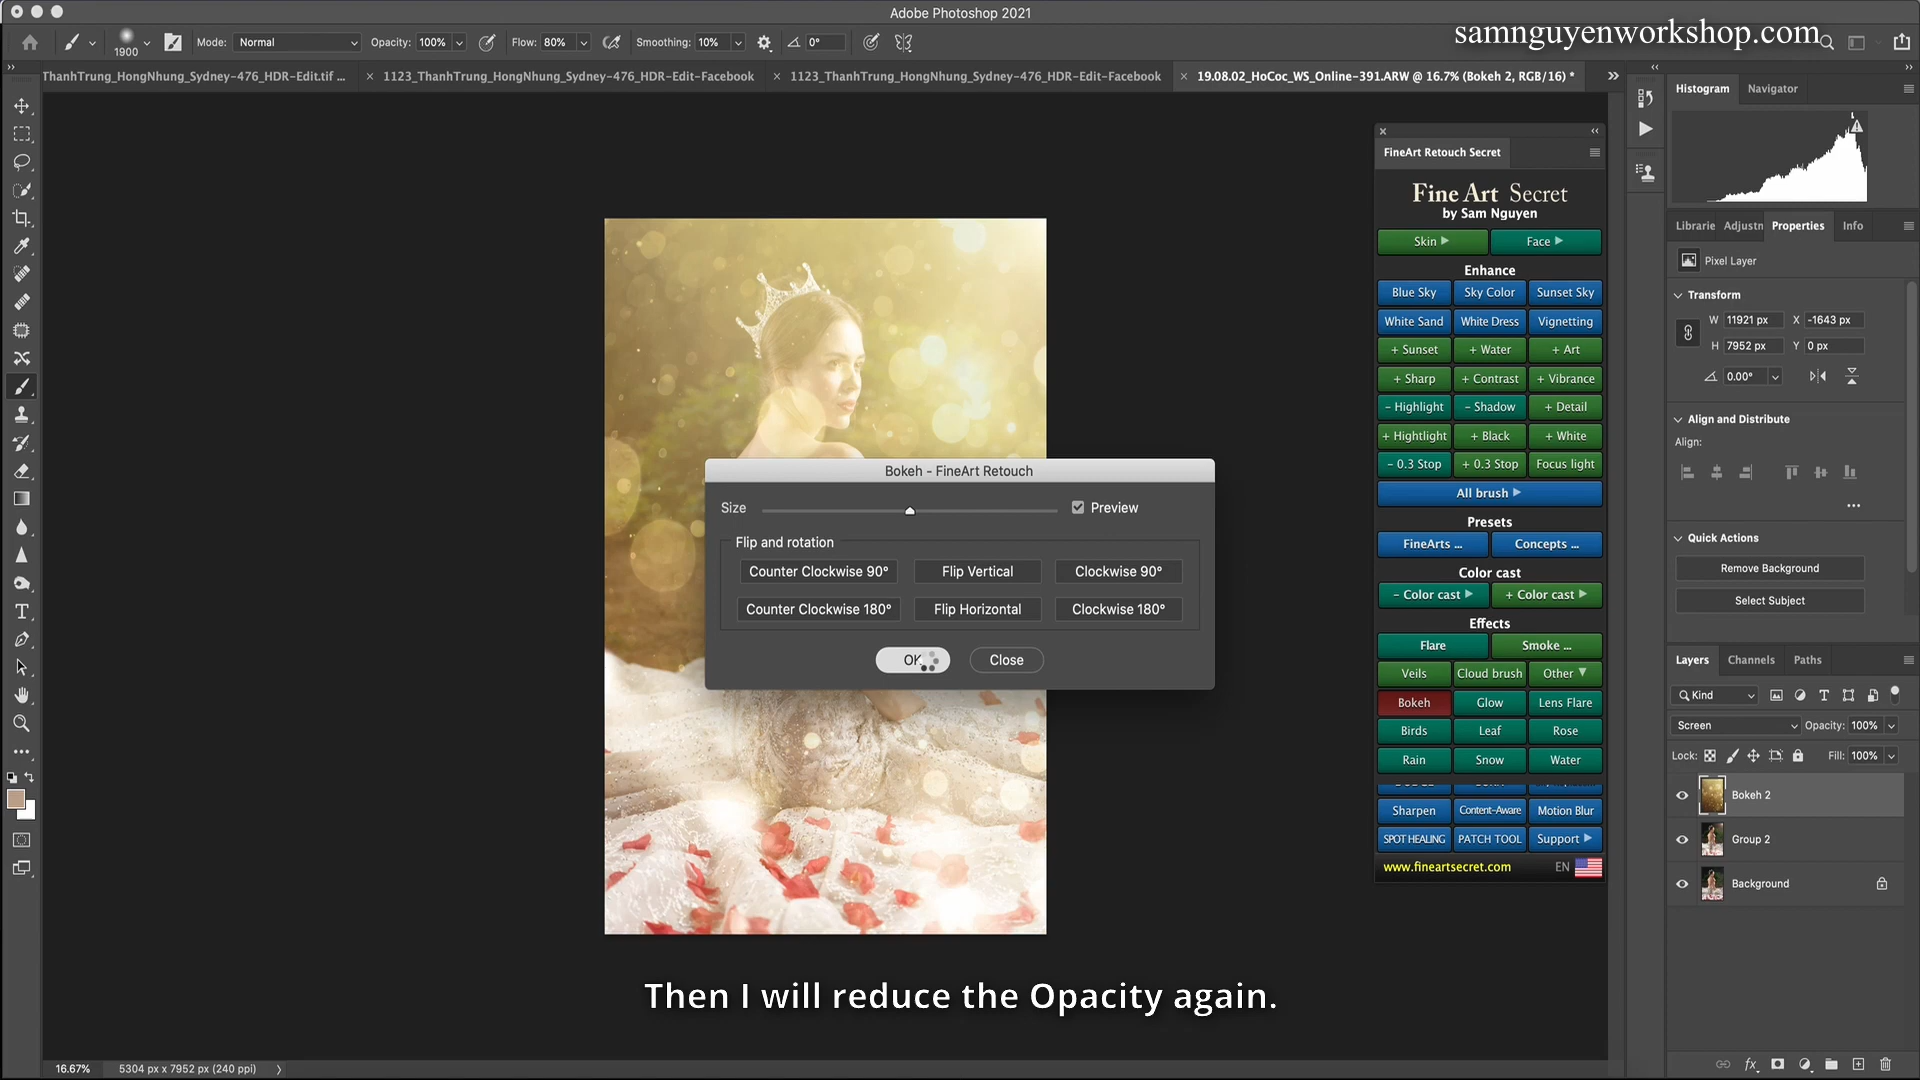 Adobe Photoshop 2021
samnguyenworkshop.com
1900
Mode: Normal
Opacity: 100%
Flow: 80%
Smoothing: 10%
0°
ThanhTrung_HongNhung_Sydney-476_HDR-Edit.tif ...
1123_ThanhTrung_HongNhung_Sydney-476_HDR-Edit-Facebook
1123_ThanhTrung_HongNhung_Sydney-476_HDR-Edit-Facebook
19.08.02_HoCoc_WS_Online-391.ARW @ 16.7% (Bokeh 2, RGB/16) *
Histogram
Navigator
FineArt Retouch Secret
Fine Art Secret
by Sam Nguyen
Skin
Face
Enhance
Blue Sky
Sky Color
Sunset Sky
White Sand
White Dress
Vignetting
+ Sunset
+ Water
+ Art
+ Sharp
+ Contrast
+ Vibrance
- Highlight
- Shadow
+ Detail
+ Hightlight
+ Black
+ White
- 0.3 Stop
+ 0.3 Stop
Focus light
All brush
Presets
FineArts ...
Concepts ...
Color cast
- Color cast
+ Color cast
Effects
Flare
Smoke ...
Veils
Cloud brush
Other
Bokeh
Glow
Lens Flare
Birds
Leaf
Rose
Rain
Snow
Water
Sharpen
Content-Aware
Motion Blur
SPOT HEALING
PATCH TOOL
Support
www.fineartsecret.com
EN
Librarie
Adjustn
Properties
Info
Pixel Layer
Transform
W 11921 px
X -1643 px
H 7952 px
Y 0 px
0.00°
Align and Distribute
Align:
Quick Actions
Remove Background
Select Subject
Layers
Channels
Paths
Kind
Screen
Opacity: 100%
Lock:
Fill: 100%
Bokeh 2
Group 2
Background
Bokeh - FineArt Retouch
Size
Preview
Flip and rotation
Counter Clockwise 90°
Flip Vertical
Clockwise 90°
Counter Clockwise 180°
Flip Horizontal
Clockwise 180°
OK
Close
Then I will reduce the Opacity again.
16.67%
5304 px x 7952 px (240 ppi)